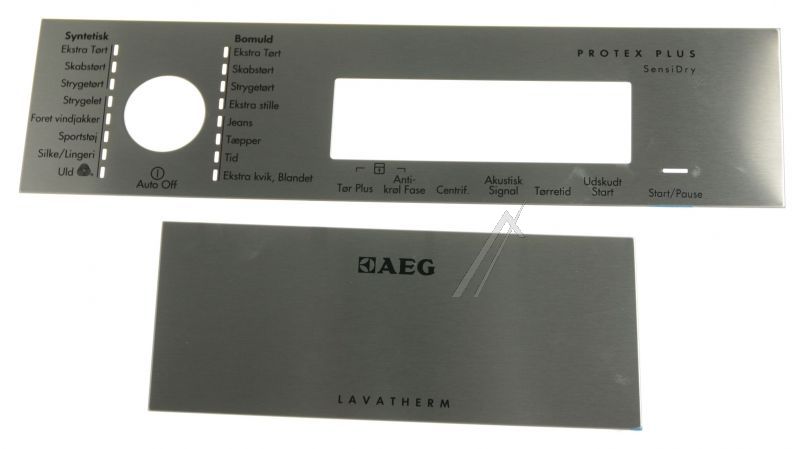 Syntetisk
Ekstra Tørt
Skabstørt
Strygetørt
Strygelet
Foret vindjakker
Sportstøj
Silke/Lingeri
Uld
Auto Off
Bomuld
Ekstra Tørt
Skabstørt
Strygetørt
Ekstra stille
Jeans
Tæpper
Tid
Ekstra kvik, Blandet
PROTEX PLUS
SensiDry
Tør Plus
Anti-
krøl Fase
Centrif.
Akustisk
Signal
Tørretid
Udskudt
Start
Start/Pause
AEG
LAVATHERM